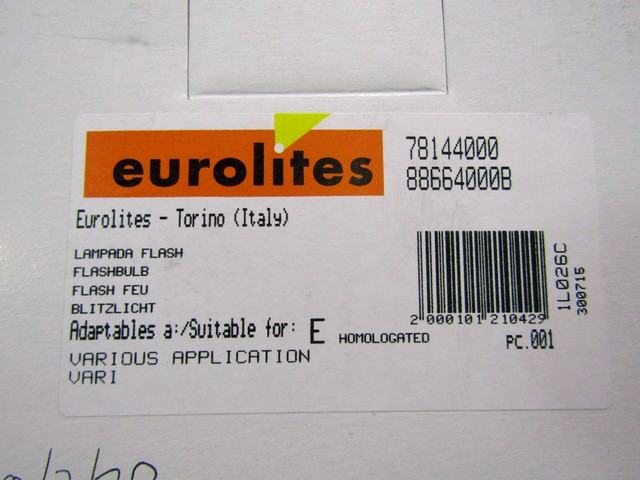 eurolites
78144000
88664000B
Eurolites - Torino (Italy)
LAMPADA FLASH
FLASHBULB
FLASH FEU
BLITZLICHT
Adaptables a:/Suitable for: E HOMOLOGATED
VARIOUS APPLICATION
VARI
2 000101 210429
PC.001
1L026C
300715